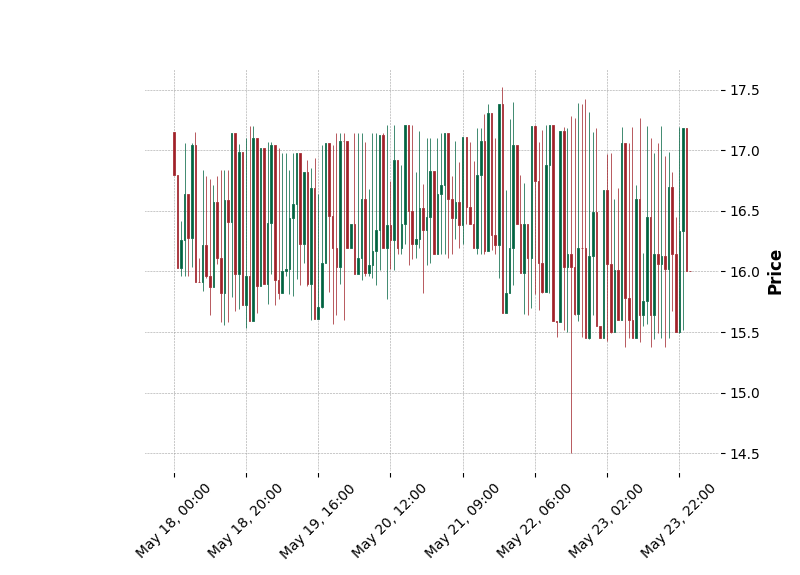 17.5
17.0
16.5
16.0
15.5
15.0
14.5
Price
May 18, 00:00
May 18, 20:00
May 19, 16:00
May 20, 12:00
May 21, 09:00
May 22, 06:00
May 23, 02:00
May 23, 22:00